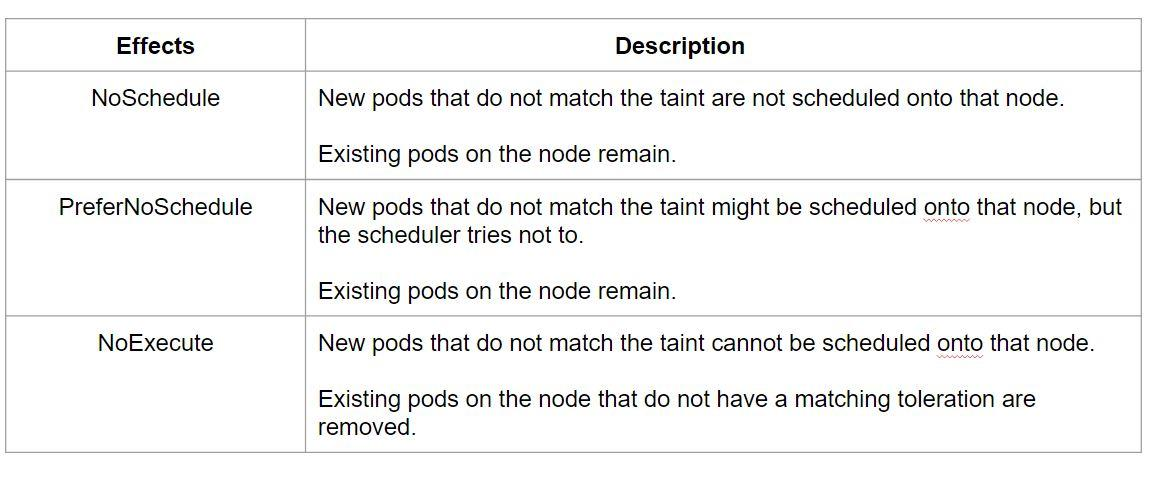 Effects
Description
NoSchedule
New pods that do not match the taint are not scheduled onto that node.
Existing pods on the node remain.
PreferNoSchedule
New pods that do not match the taint might be scheduled onto that node, but
the scheduler tries not to.
Existing pods on the node remain.
NoExecute
New pods that do not match the taint cannot be scheduled onto that node.
Existing pods on the node that do not have a matching toleration are
removed.